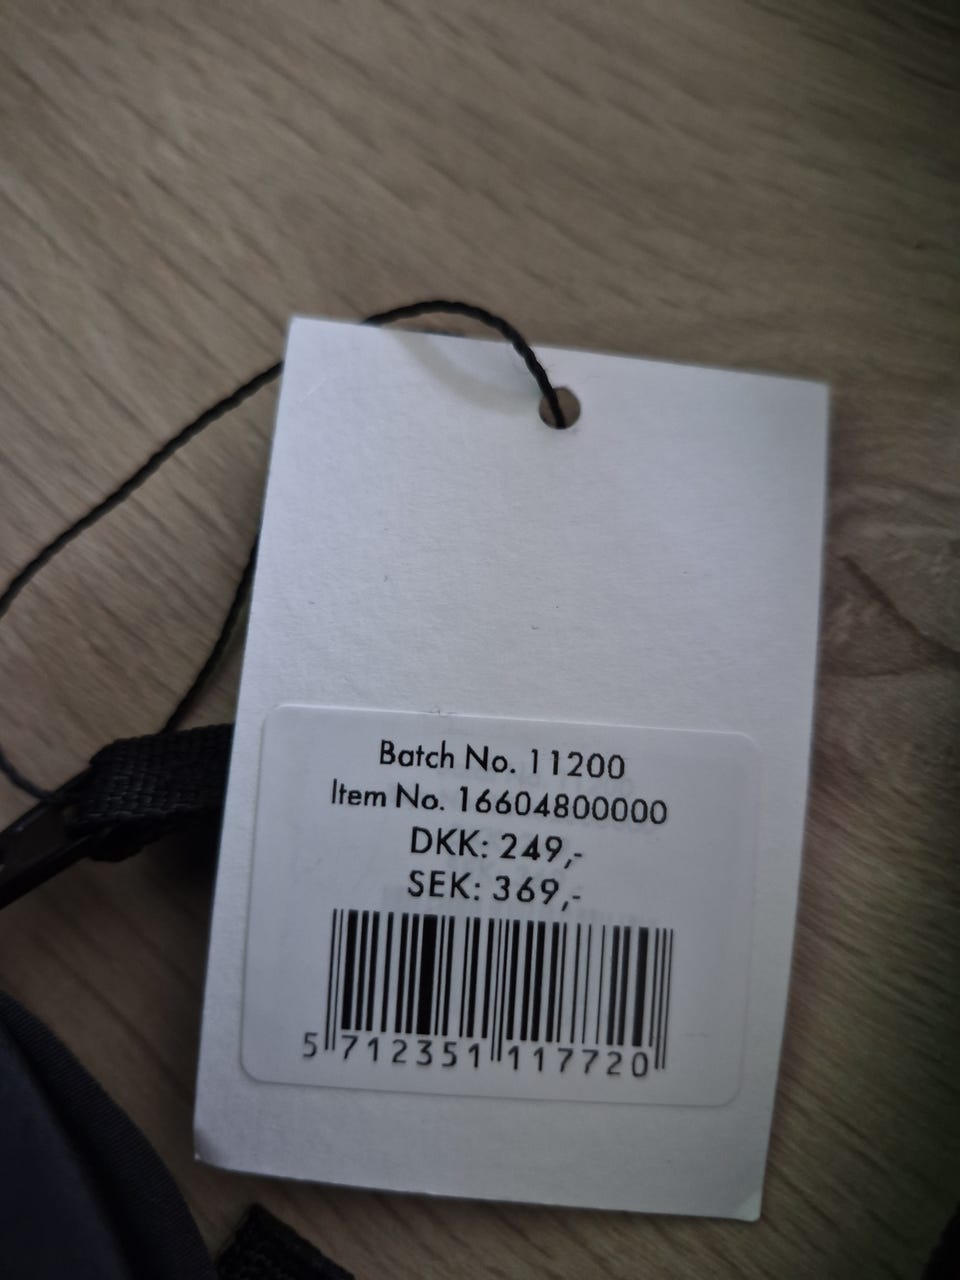 Batch No. 11200
Item No. 16604800000
DKK: 249,-
SEK: 369,-
5 712351 117720